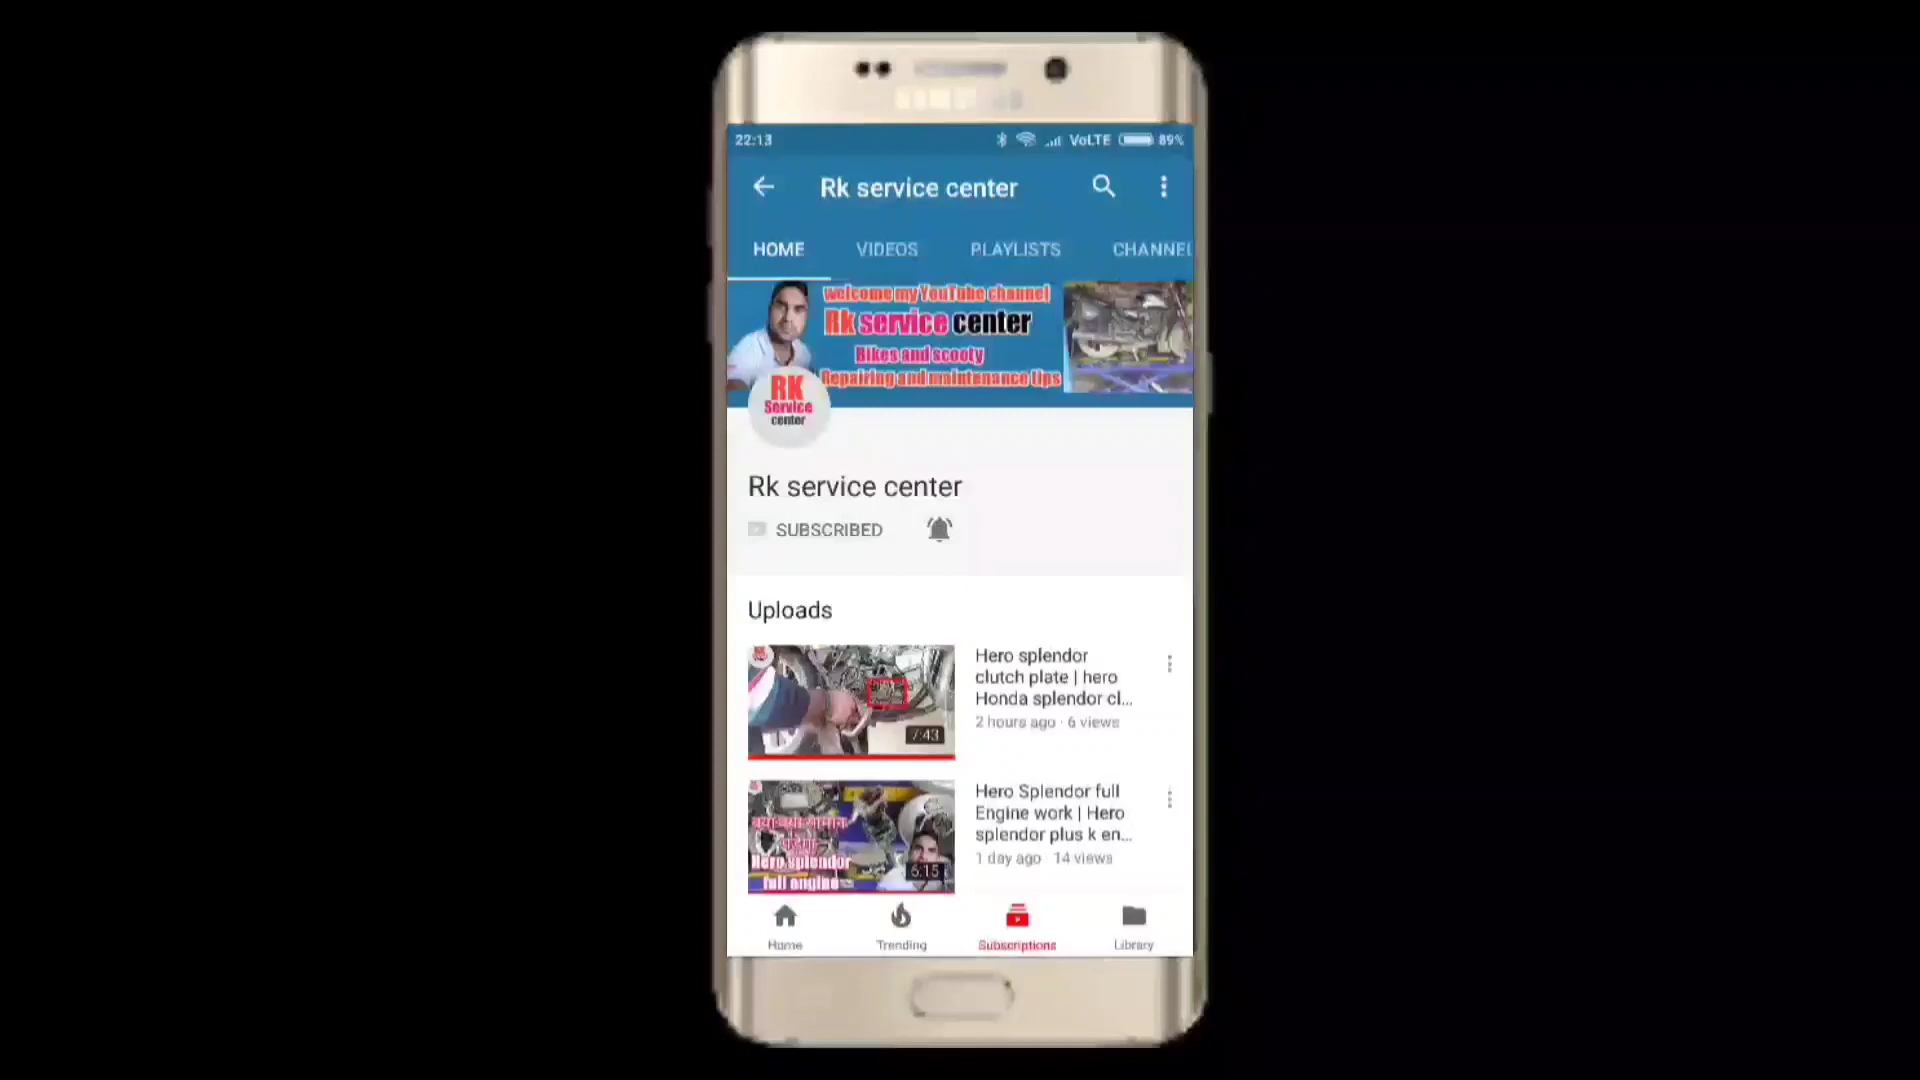 22:13 VoLTE 89%
Rk service center
HOME VIDEOS PLAYLISTS CHANNEL
welcome my YouTube channel
Rk service center
Bikes and scooty
Repairing and maintenance tips
RK
Service
center
Rk service center
SUBSCRIBED
Uploads
7:43
Hero splendor
clutch plate | hero
Honda splendor cl...
2 hours ago · 6 views
Hero splendor
full engine
6:15
Hero Splendor full
Engine work | Hero
splendor plus k en...
1 day ago · 14 views
Home Trending Subscriptions Library